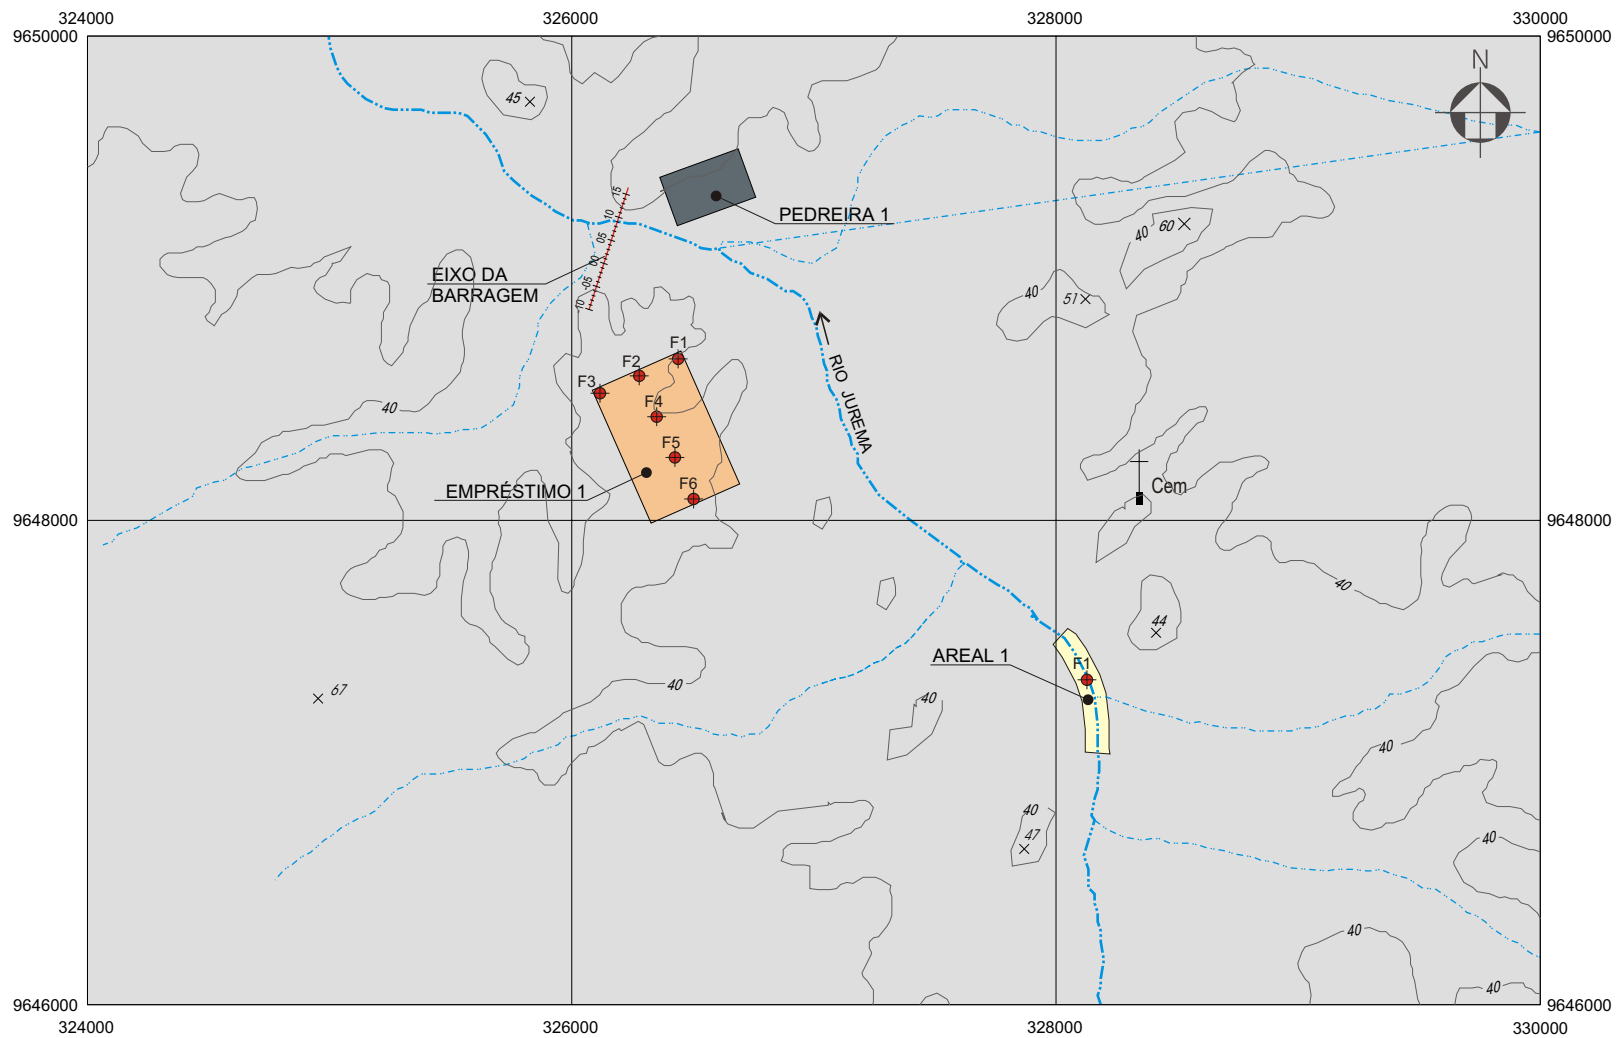 324000
326000
328000
330000
9650000
9650000
N
45
15
10
05
00
-05
-10
PEDREIRA 1
60
40
EIXO DA
BARRAGEM
40
51
F1
F2
F3
F4
F5
F6
40
RIO JUREMA
EMPRÉSTIMO 1
Cem
9648000
9648000
40
44
AREAL 1
F1
67
40
40
40
40
47
40
40
40
9646000
9646000
324000
326000
328000
330000